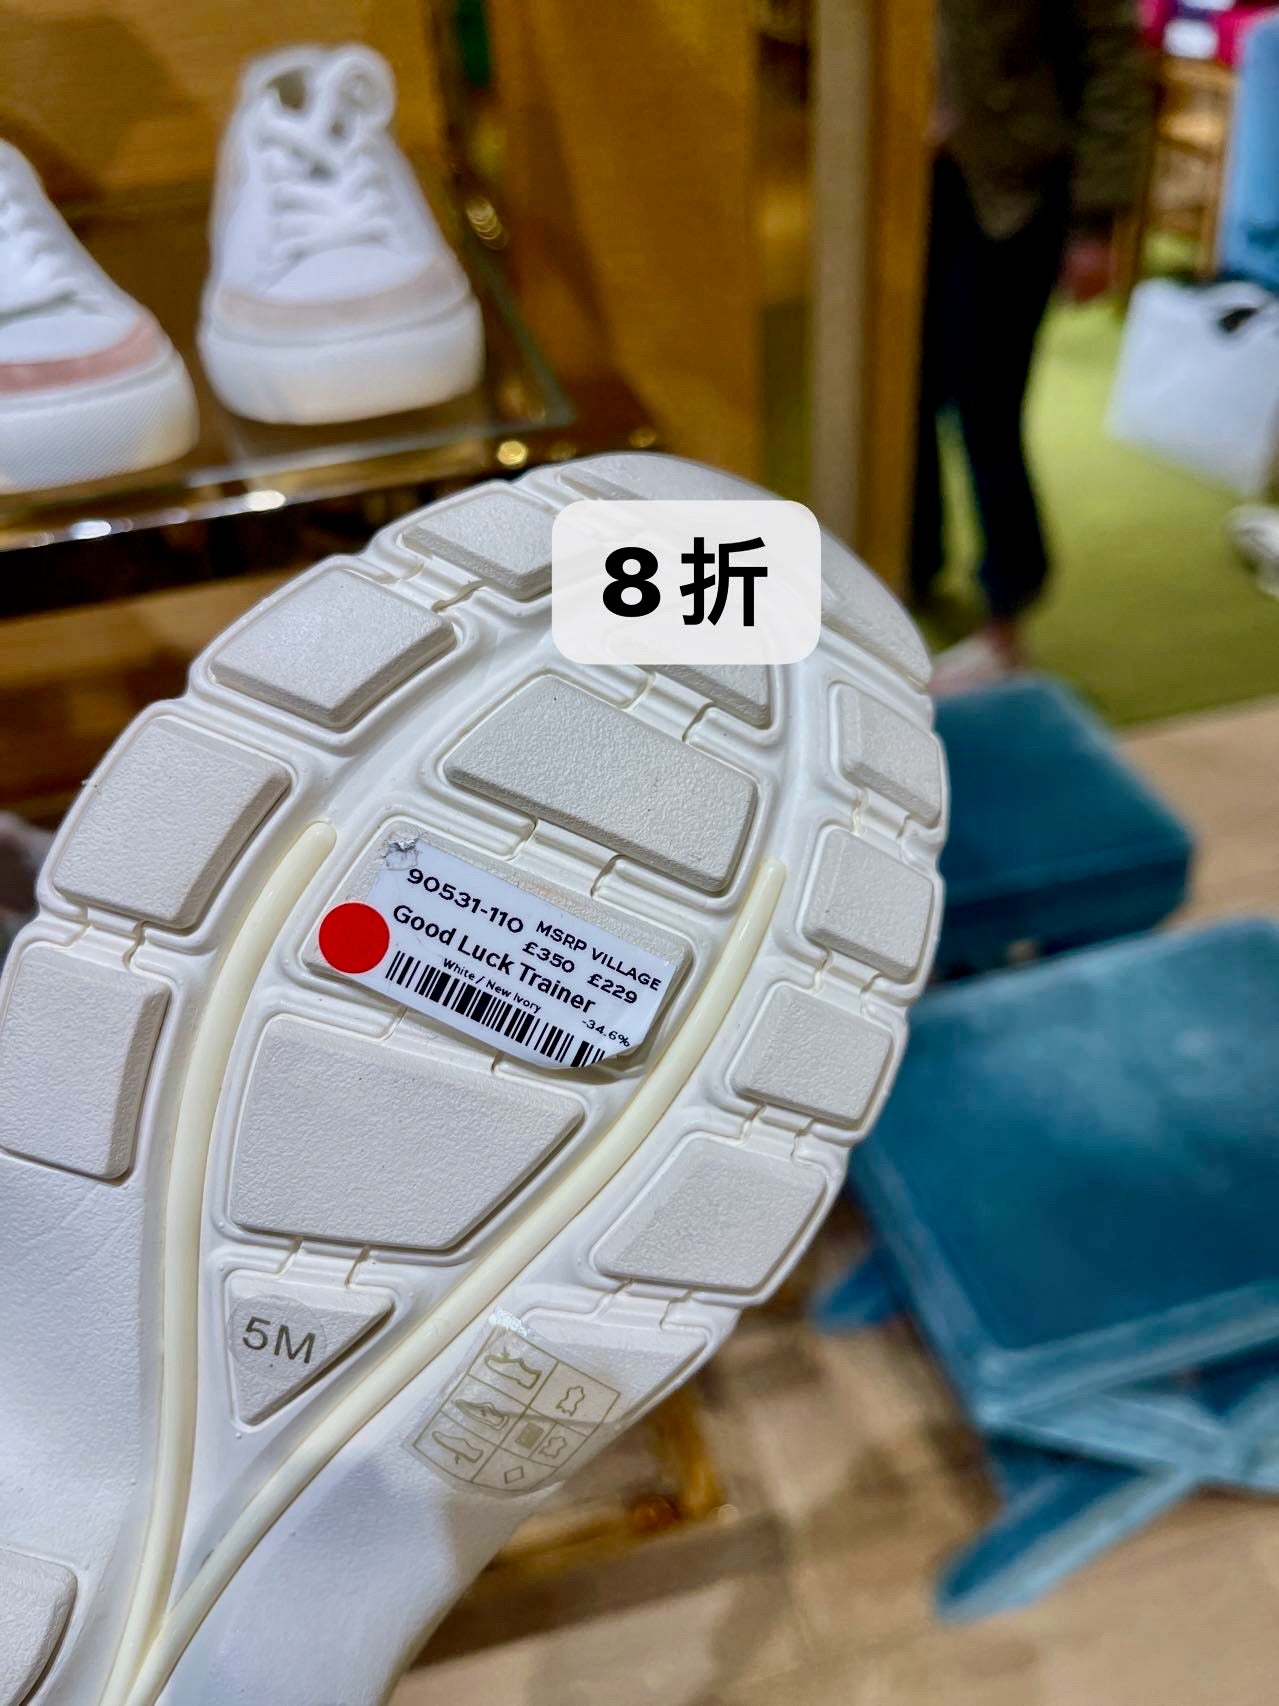 8折
90531-110 MSRP VILLAGE
£350 £229
Good Luck Trainer
White / New Ivory
-34.6%
5M